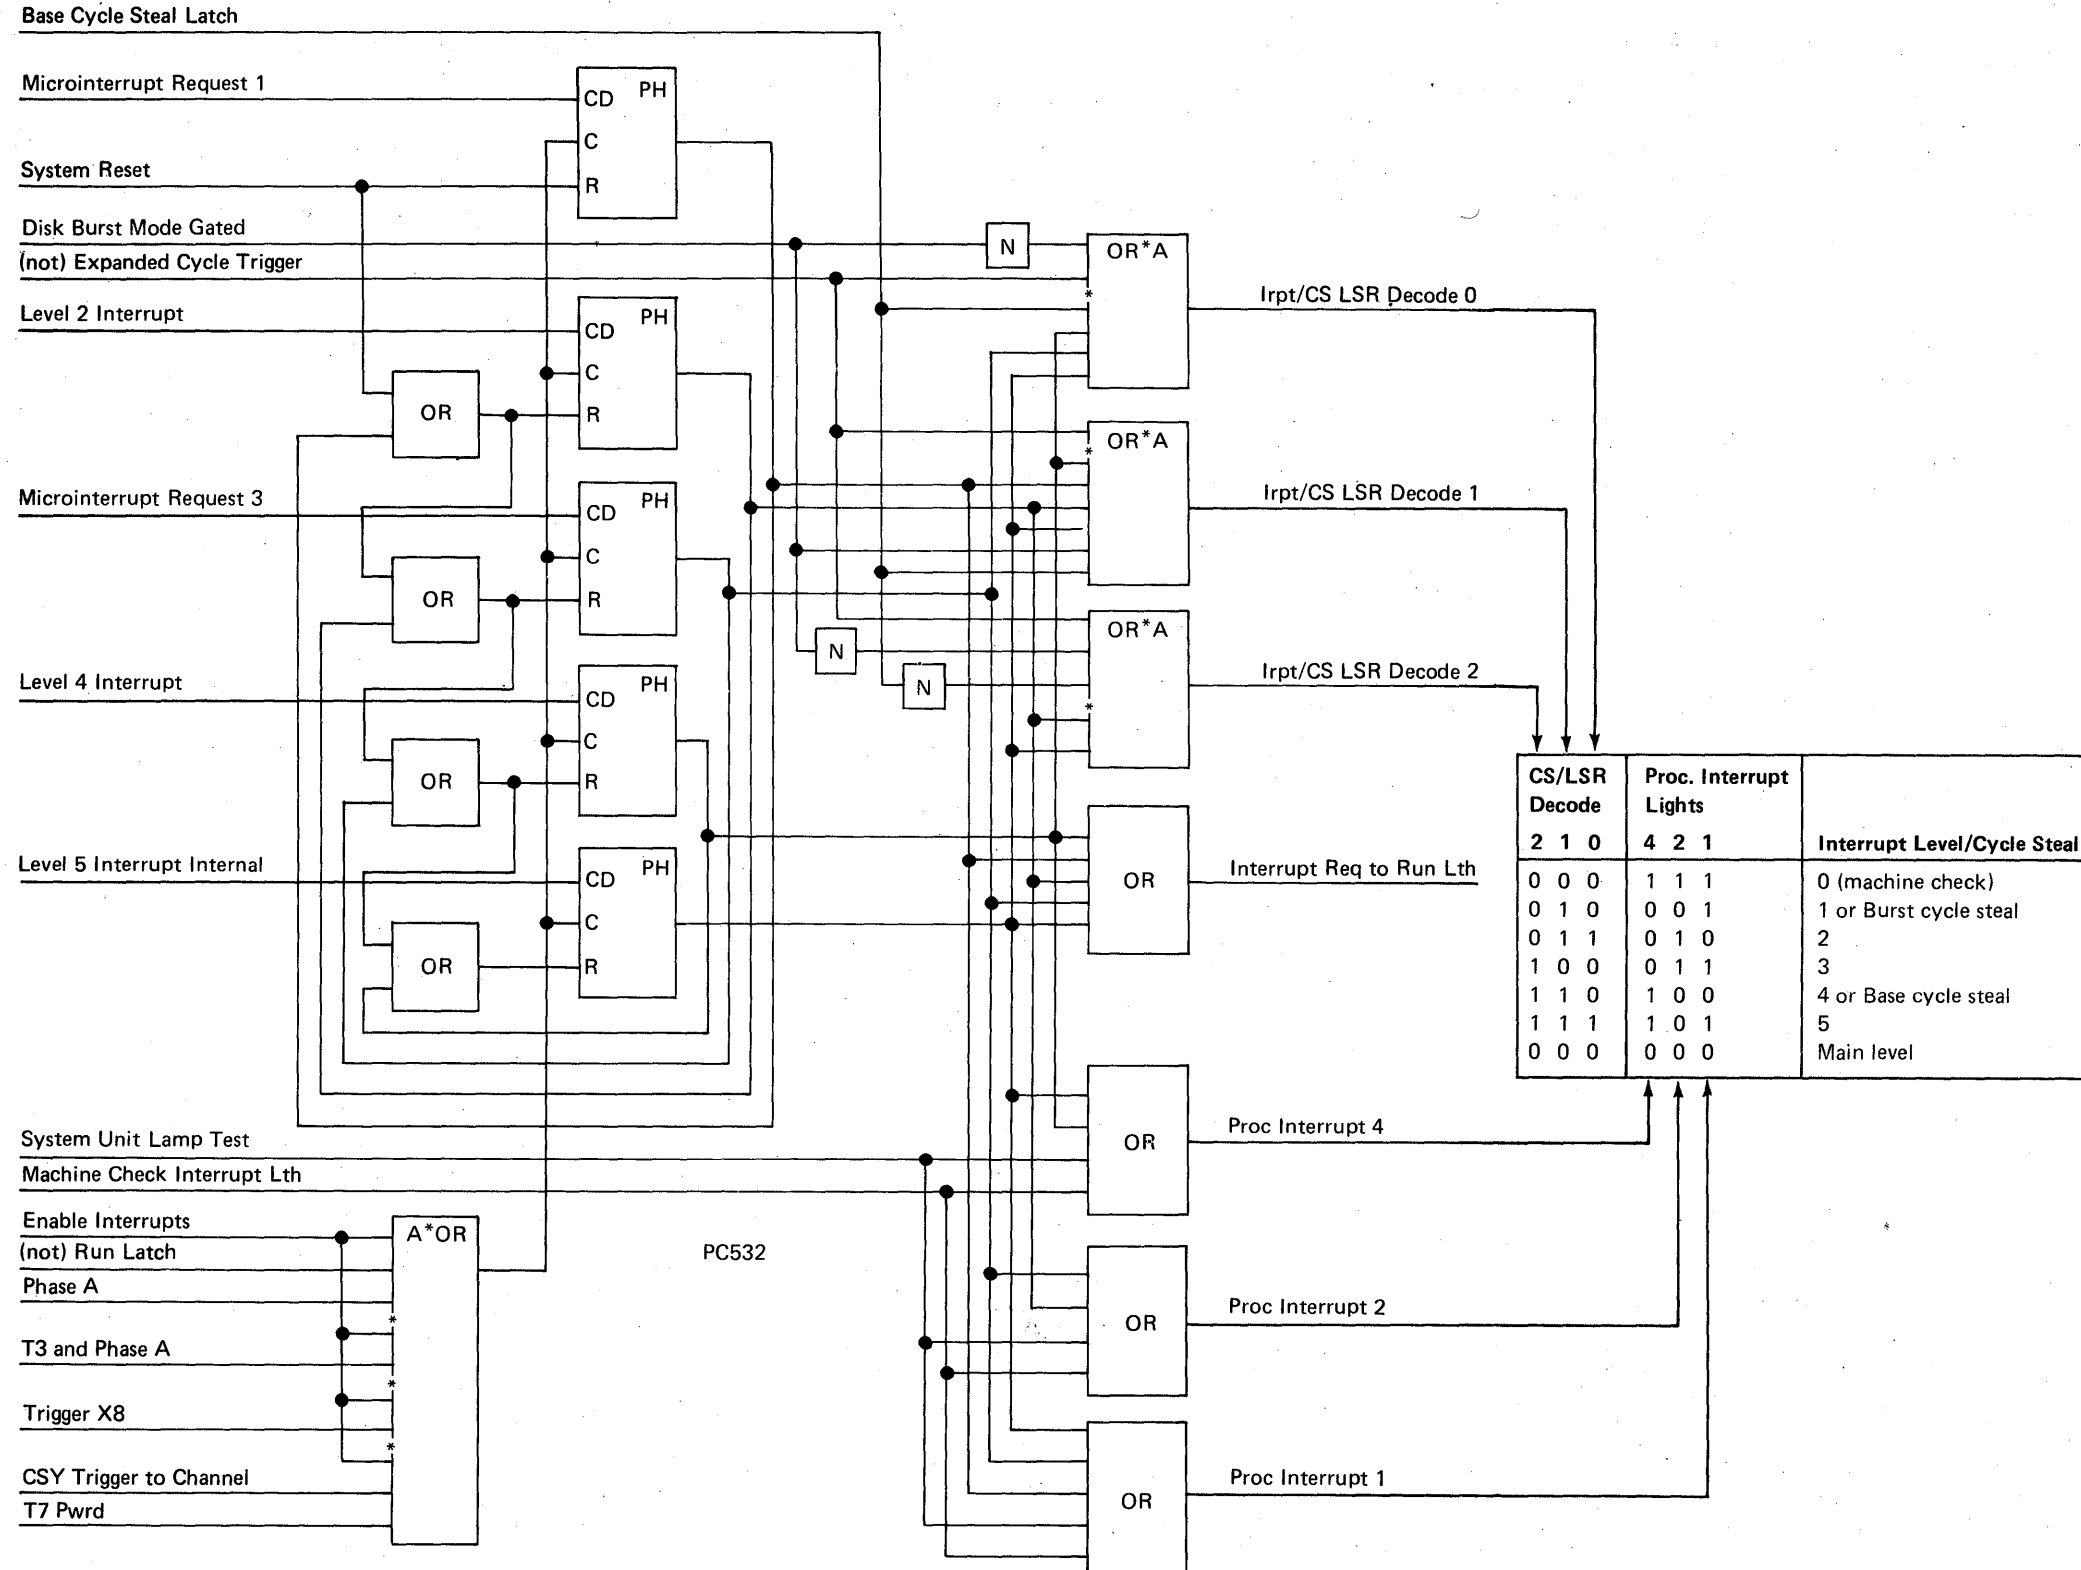 Base Cycle Steal Latch
Microinterrupt Request 1
CD PH
C
System Reset
R
Disk Burst Mode Gated
N
OR*A
(not) Expanded Cycle Trigger
*
Irpt/CS LSR Decode 0
Level 2 Interrupt
CD PH
C
OR
R
OR*A
*
Microinterrupt Request 3
CD PH
Irpt/CS LSR Decode 1
C
OR
R
OR*A
N
Level 4 Interrupt
CD PH
N
Irpt/CS LSR Decode 2
*
C
OR
R
CS/LSR Decode
Proc. Interrupt Lights
2 1 0 4 2 1 Interrupt Level/Cycle Steal
0 0 0 1 1 1 0 (machine check)
0 1 0 0 0 1 1 or Burst cycle steal
0 1 1 0 1 0 2
1 0 0 0 1 1 3
1 1 0 1 0 0 4 or Base cycle steal
1 1 1 1 0 1 5
0 0 0 0 0 0 Main level
Level 5 Interrupt Internal
CD PH
OR
Interrupt Req to Run Lth
C
OR
R
System Unit Lamp Test
OR
Proc Interrupt 4
Machine Check Interrupt Lth
Enable Interrupts
A*OR
(not) Run Latch
PC532
Phase A
*
OR
Proc Interrupt 2
T3 and Phase A
*
Trigger X8
*
CSY Trigger to Channel
OR
Proc Interrupt 1
T7 Pwrd